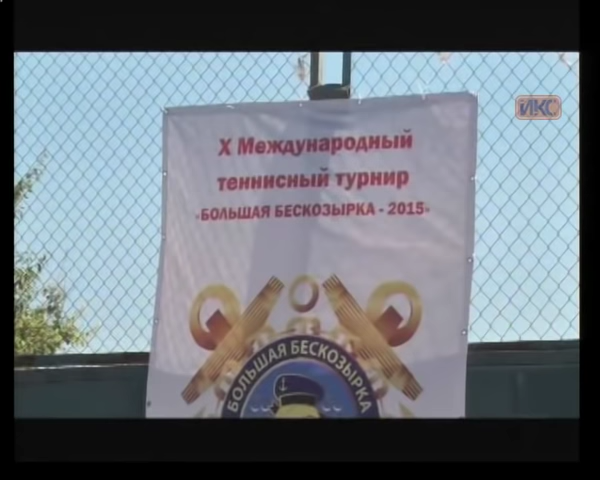 X Международный
теннисный турнир
«БОЛЬШАЯ БЕСКОЗЫРКА - 2015»
ИКС
БОЛЬШАЯ БЕСКОЗЫРКА